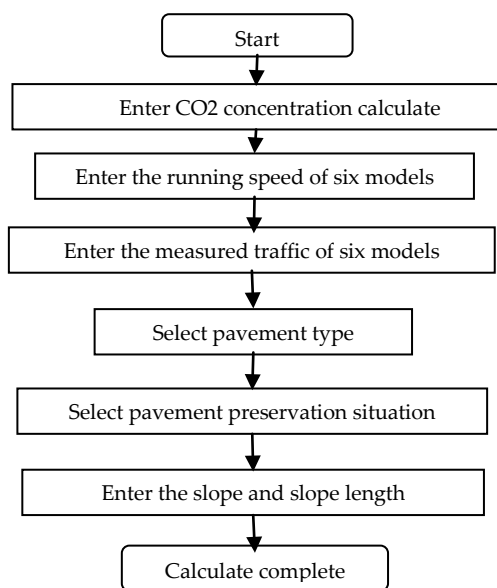 Start
Enter CO2 concentration calculate
Enter the running speed of six models
Enter the measured traffic of six models
Select pavement type
Select pavement preservation situation
Enter the slope and slope length
Calculate complete